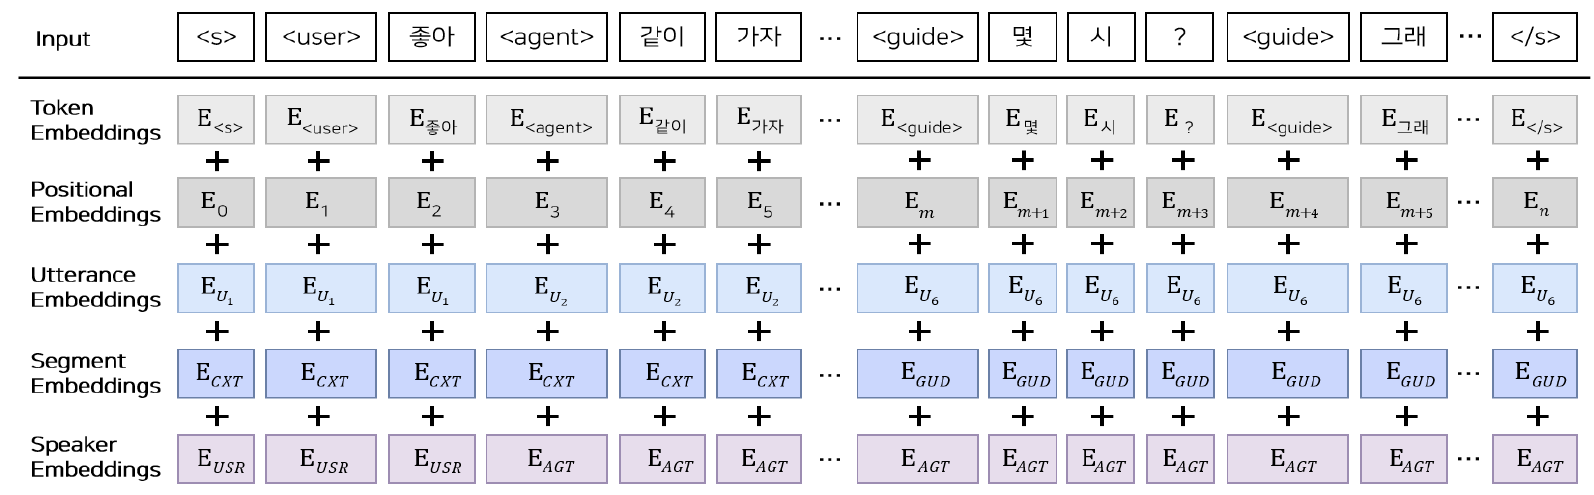 Input <s> <user> 좋아 <agent> 같이 가자 ... <guide> 몇 시 ? <guide> 그래 ... </s>
Token Embeddings E<s> E<user> E좋아 E<agent> E같이 E가자 ... E<guide> E몇 E시 E? E<guide> E그래 ... E</s>
+ + + + + + + + + + + + +
Positional Embeddings E0 E1 E2 E3 E4 E5 ... Em Em+1 Em+2 Em+3 Em+4 Em+5 ... En
+ + + + + + + + + + + + +
Utterance Embeddings EU1 EU1 EU1 EU2 EU2 EU2 ... EU6 EU6 EU6 EU6 EU6 EU6 ... EU6
+ + + + + + + + + + + + +
Segment Embeddings ECXT ECXT ECXT ECXT ECXT ECXT ... EGUD EGUD EGUD EGUD EGUD EGUD ... EGUD
+ + + + + + + + + + + + +
Speaker Embeddings EUSR EUSR EUSR EAGT EAGT EAGT ... EAGT EAGT EAGT EAGT EAGT EAGT ... EAGT